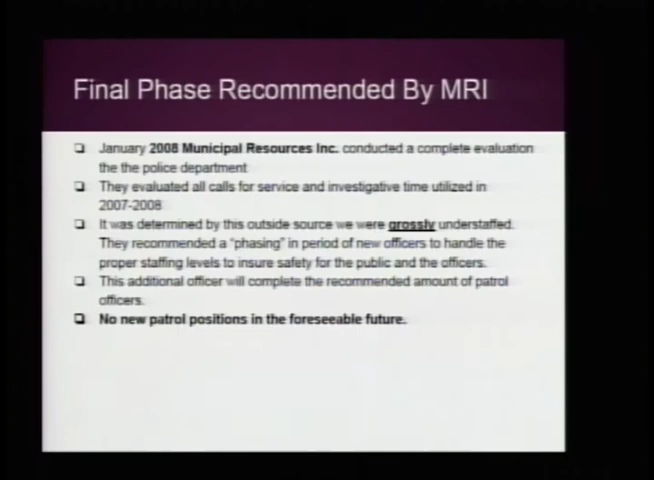 Final Phase Recommended By MRI
January 2008 Municipal Resources Inc. conducted a complete evaluation
the the police department
They evaluated all calls for service and investigative time utilized in
2007-2008
It was determined by this outside source we were grossly understaffed.
They recommended a "phasing" in period of new officers to handle the
proper staffing levels to insure safety for the public and the officers.
This additional officer will complete the recommended amount of patrol
officers.
No new patrol positions in the foreseeable future.